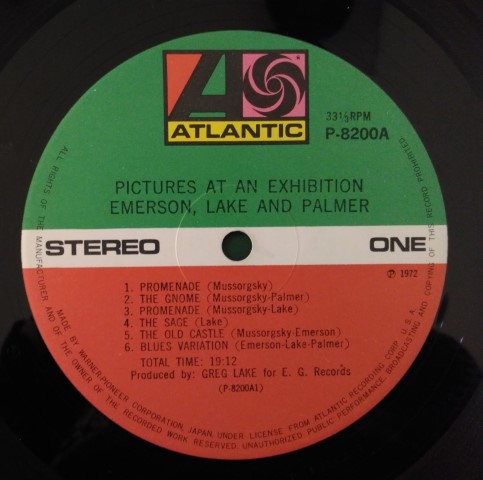 ATLANTIC
33⅓RPM
P-8200A
PICTURES AT AN EXHIBITION
EMERSON, LAKE AND PALMER
STEREO
ONE
℗ 1972
1. PROMENADE (Mussorgsky)
2. THE GNOME (Mussorgsky-Palmer)
3. PROMENADE (Mussorgsky-Lake)
4. THE SAGE (Lake)
5. THE OLD CASTLE (Mussorgsky-Emerson)
6. BLUES VARIATION (Emerson-Lake-Palmer)
TOTAL TIME: 19:12
Produced by: GREG LAKE for E. G. Records
(P-8200A1)
MADE BY WARNER-PIONEER CORPORATION, JAPAN, UNDER LICENSE FROM ATLANTIC RECORDING CORP. U.S.A.
ALL RIGHTS OF THE MANUFACTURER AND OF THE OWNER OF THE RECORDED WORK RESERVED UNAUTHORIZED PUBLIC PERFORMANCE BROADCASTING AND COPYING OF THIS RECORD PROHIBITED.